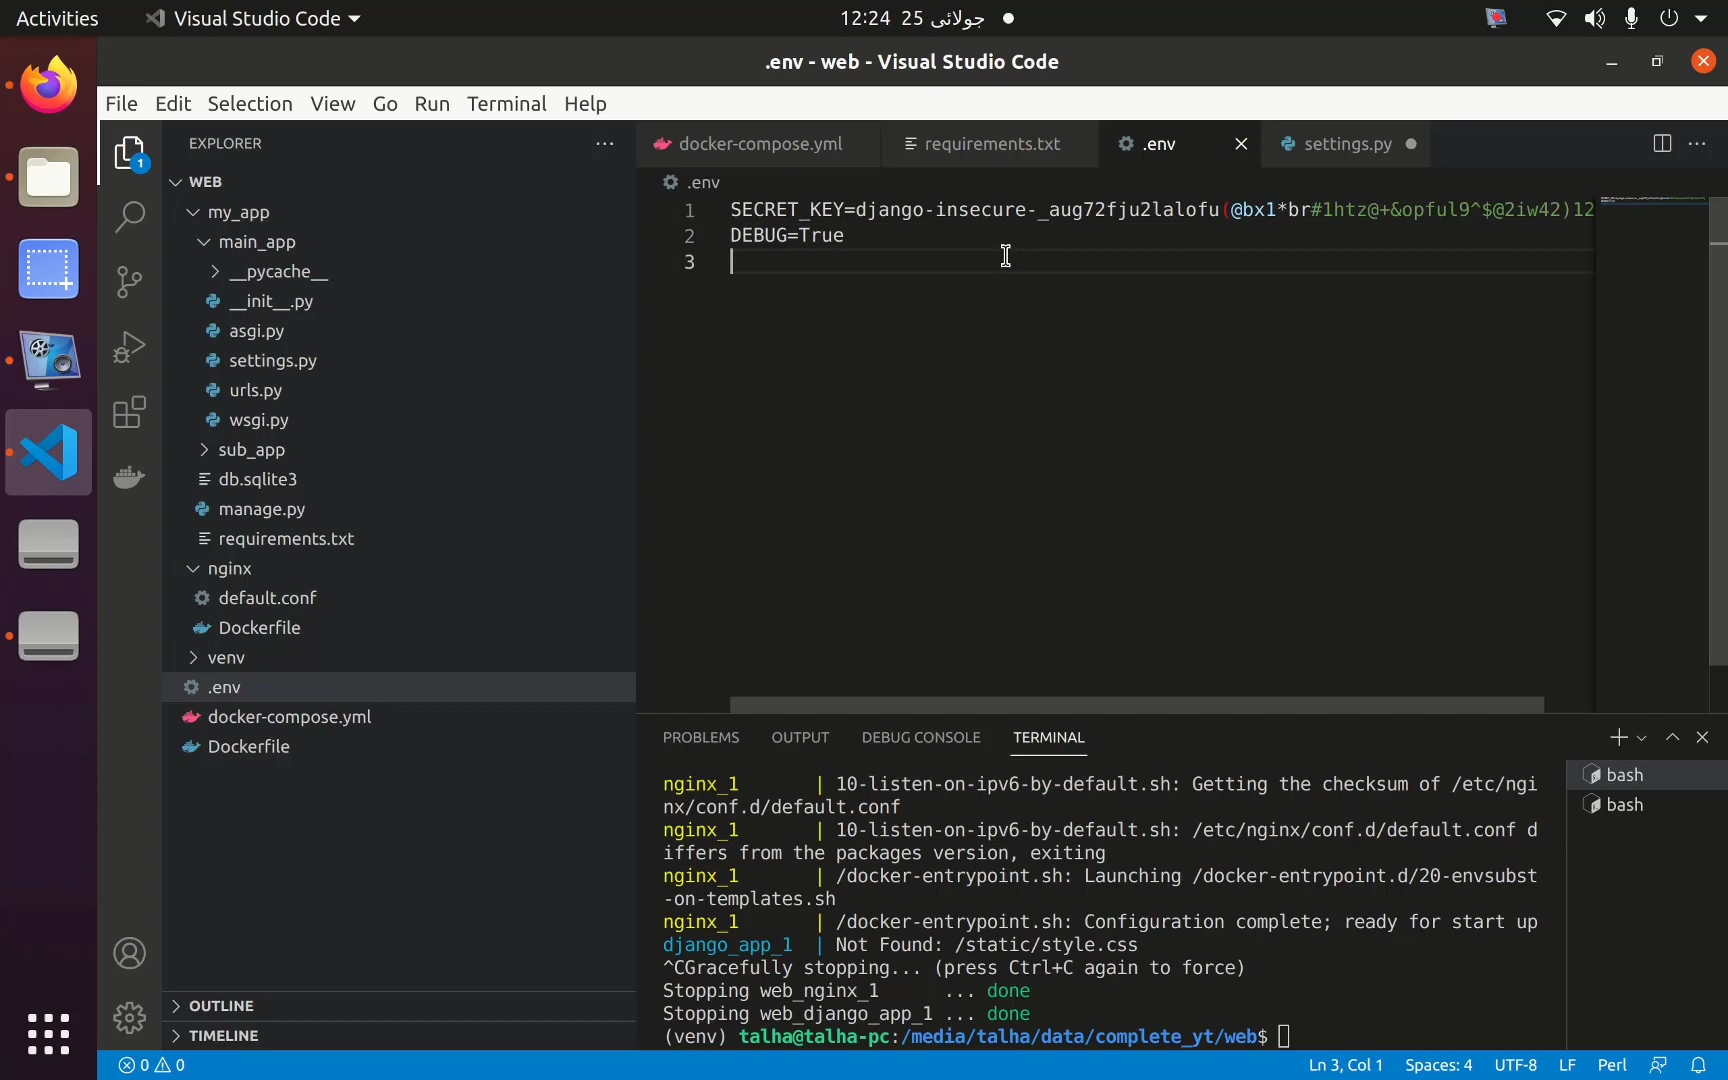 Activities
Visual Studio Code
12:24 25 جولائی
.env - web - Visual Studio Code
File Edit Selection View Go Run Terminal Help
1
EXPLORER
WEB
my_app
main_app
__pycache__
__init__.py
asgi.py
settings.py
urls.py
wsgi.py
sub_app
db.sqlite3
manage.py
requirements.txt
nginx
default.conf
Dockerfile
venv
.env
docker-compose.yml
Dockerfile
OUTLINE
TIMELINE
docker-compose.yml
requirements.txt
.env
settings.py
.env
1 SECRET_KEY=django-insecure-_aug72fju2lalofu(@bx1*br#1htz@+&opful9^$@2iw42)12
2 DEBUG=True
3
PROBLEMS OUTPUT DEBUG CONSOLE TERMINAL
nginx_1 | 10-listen-on-ipv6-by-default.sh: Getting the checksum of /etc/ngi
nx/conf.d/default.conf
nginx_1 | 10-listen-on-ipv6-by-default.sh: /etc/nginx/conf.d/default.conf d
iffers from the packages version, exiting
nginx_1 | /docker-entrypoint.sh: Launching /docker-entrypoint.d/20-envsubst
-on-templates.sh
nginx_1 | /docker-entrypoint.sh: Configuration complete; ready for start up
django_app_1 | Not Found: /static/style.css
^CGracefully stopping... (press Ctrl+C again to force)
Stopping web_nginx_1 ... done
Stopping web_django_app_1 ... done
(venv) talha@talha-pc:/media/talha/data/complete_yt/web$
bash
bash
0 0
Ln 3, Col 1 Spaces: 4 UTF-8 LF Perl